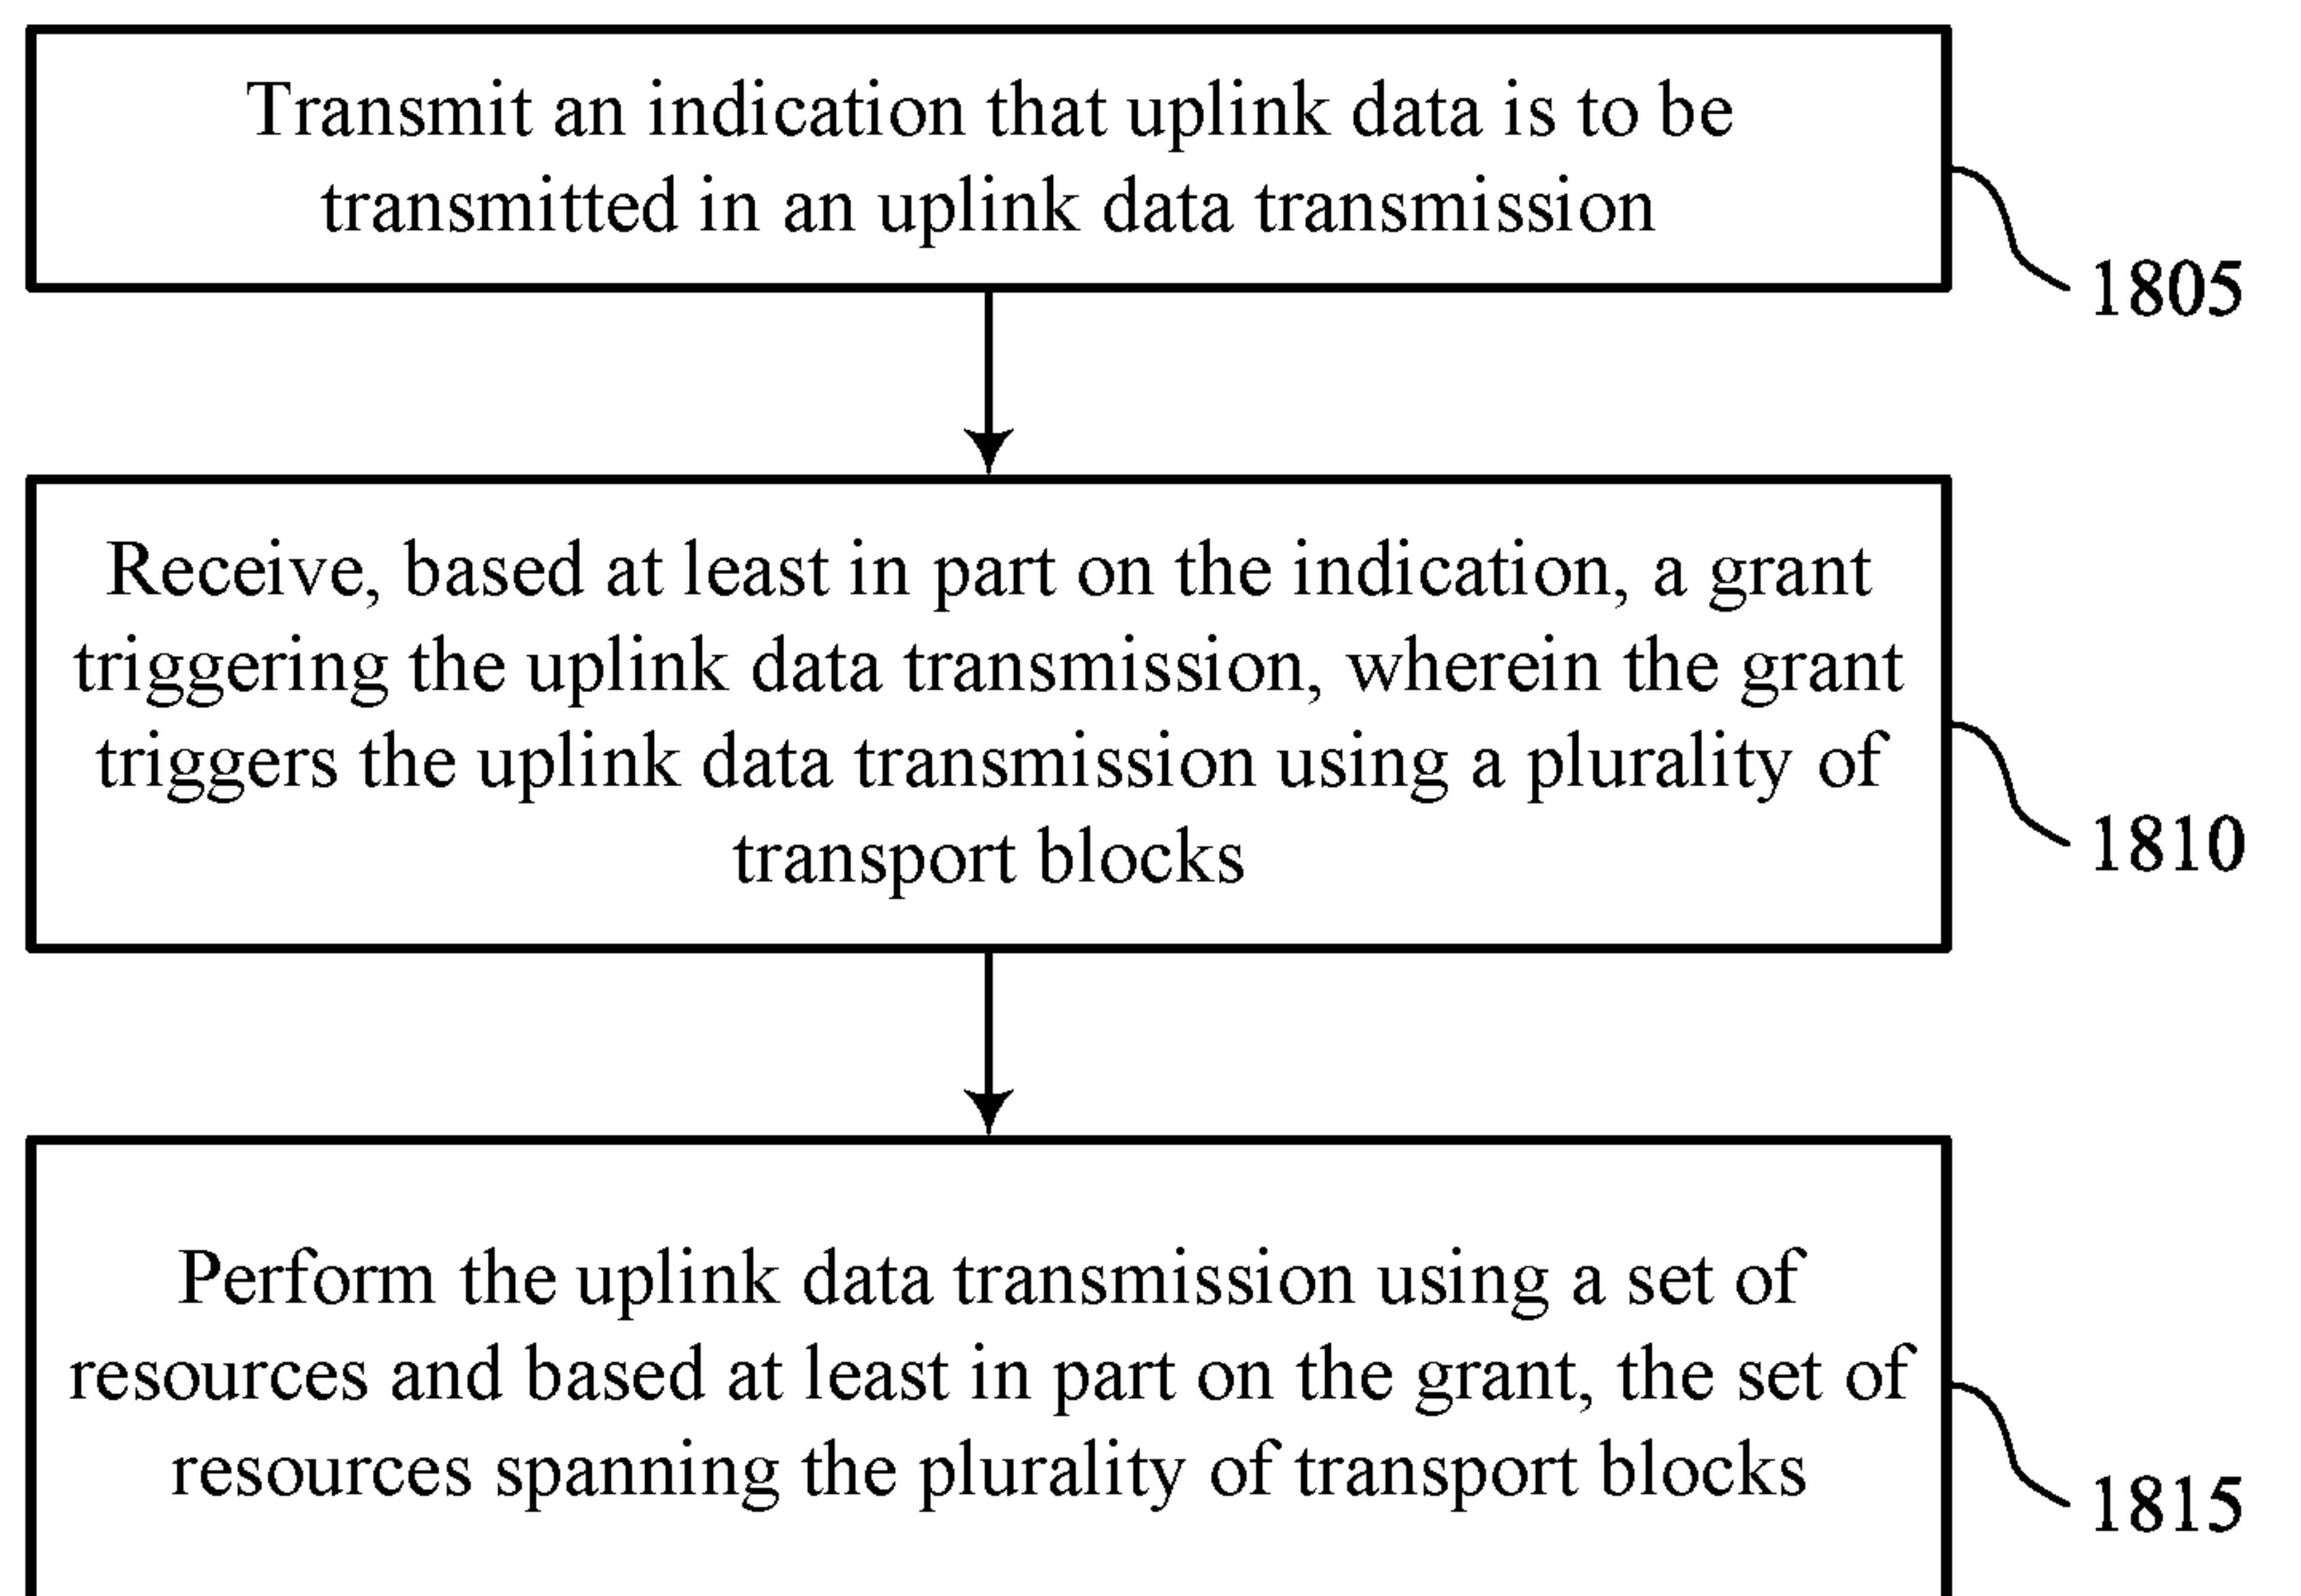 Transmit an indication that uplink data is to be
transmitted in an uplink data transmission
1805
Receive, based at least in part on the indication, a grant
triggering the uplink data transmission, wherein the grant
triggers the uplink data transmission using a plurality of
transport blocks
1810
Perform the uplink data transmission using a set of
resources and based at least in part on the grant, the set of
resources spanning the plurality of transport blocks
1815